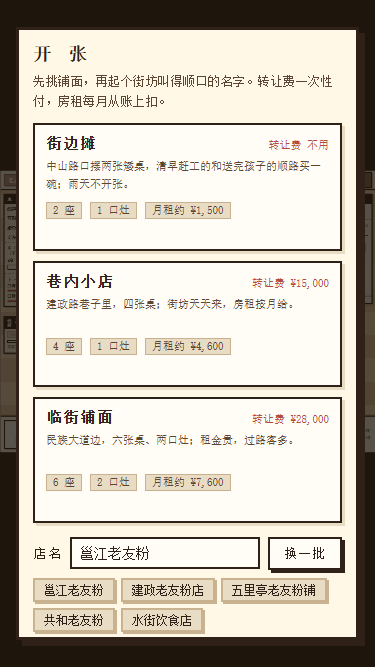 开 张
先挑铺面，再起个街坊叫得顺口的名字。转让费一次性
付，房租每月从账上扣。
街边摊 转让费 不用
中山路口摆两张矮桌，清早赶工的和送完孩子的顺路买一
碗；雨天不开张。
2 座 1 口灶 月租约 ¥1,500
巷内小店 转让费 ¥15,000
建政路巷子里，四张桌；街坊天天来，房租按月给。
4 座 1 口灶 月租约 ¥4,600
临街铺面 转让费 ¥28,000
民族大道边，六张桌、两口灶；租金贵，过路客多。
6 座 2 口灶 月租约 ¥7,600
店名 邕江老友粉 换一批
邕江老友粉 建政老友粉店 五里亭老友粉铺
共和老友粉 水街饮食店